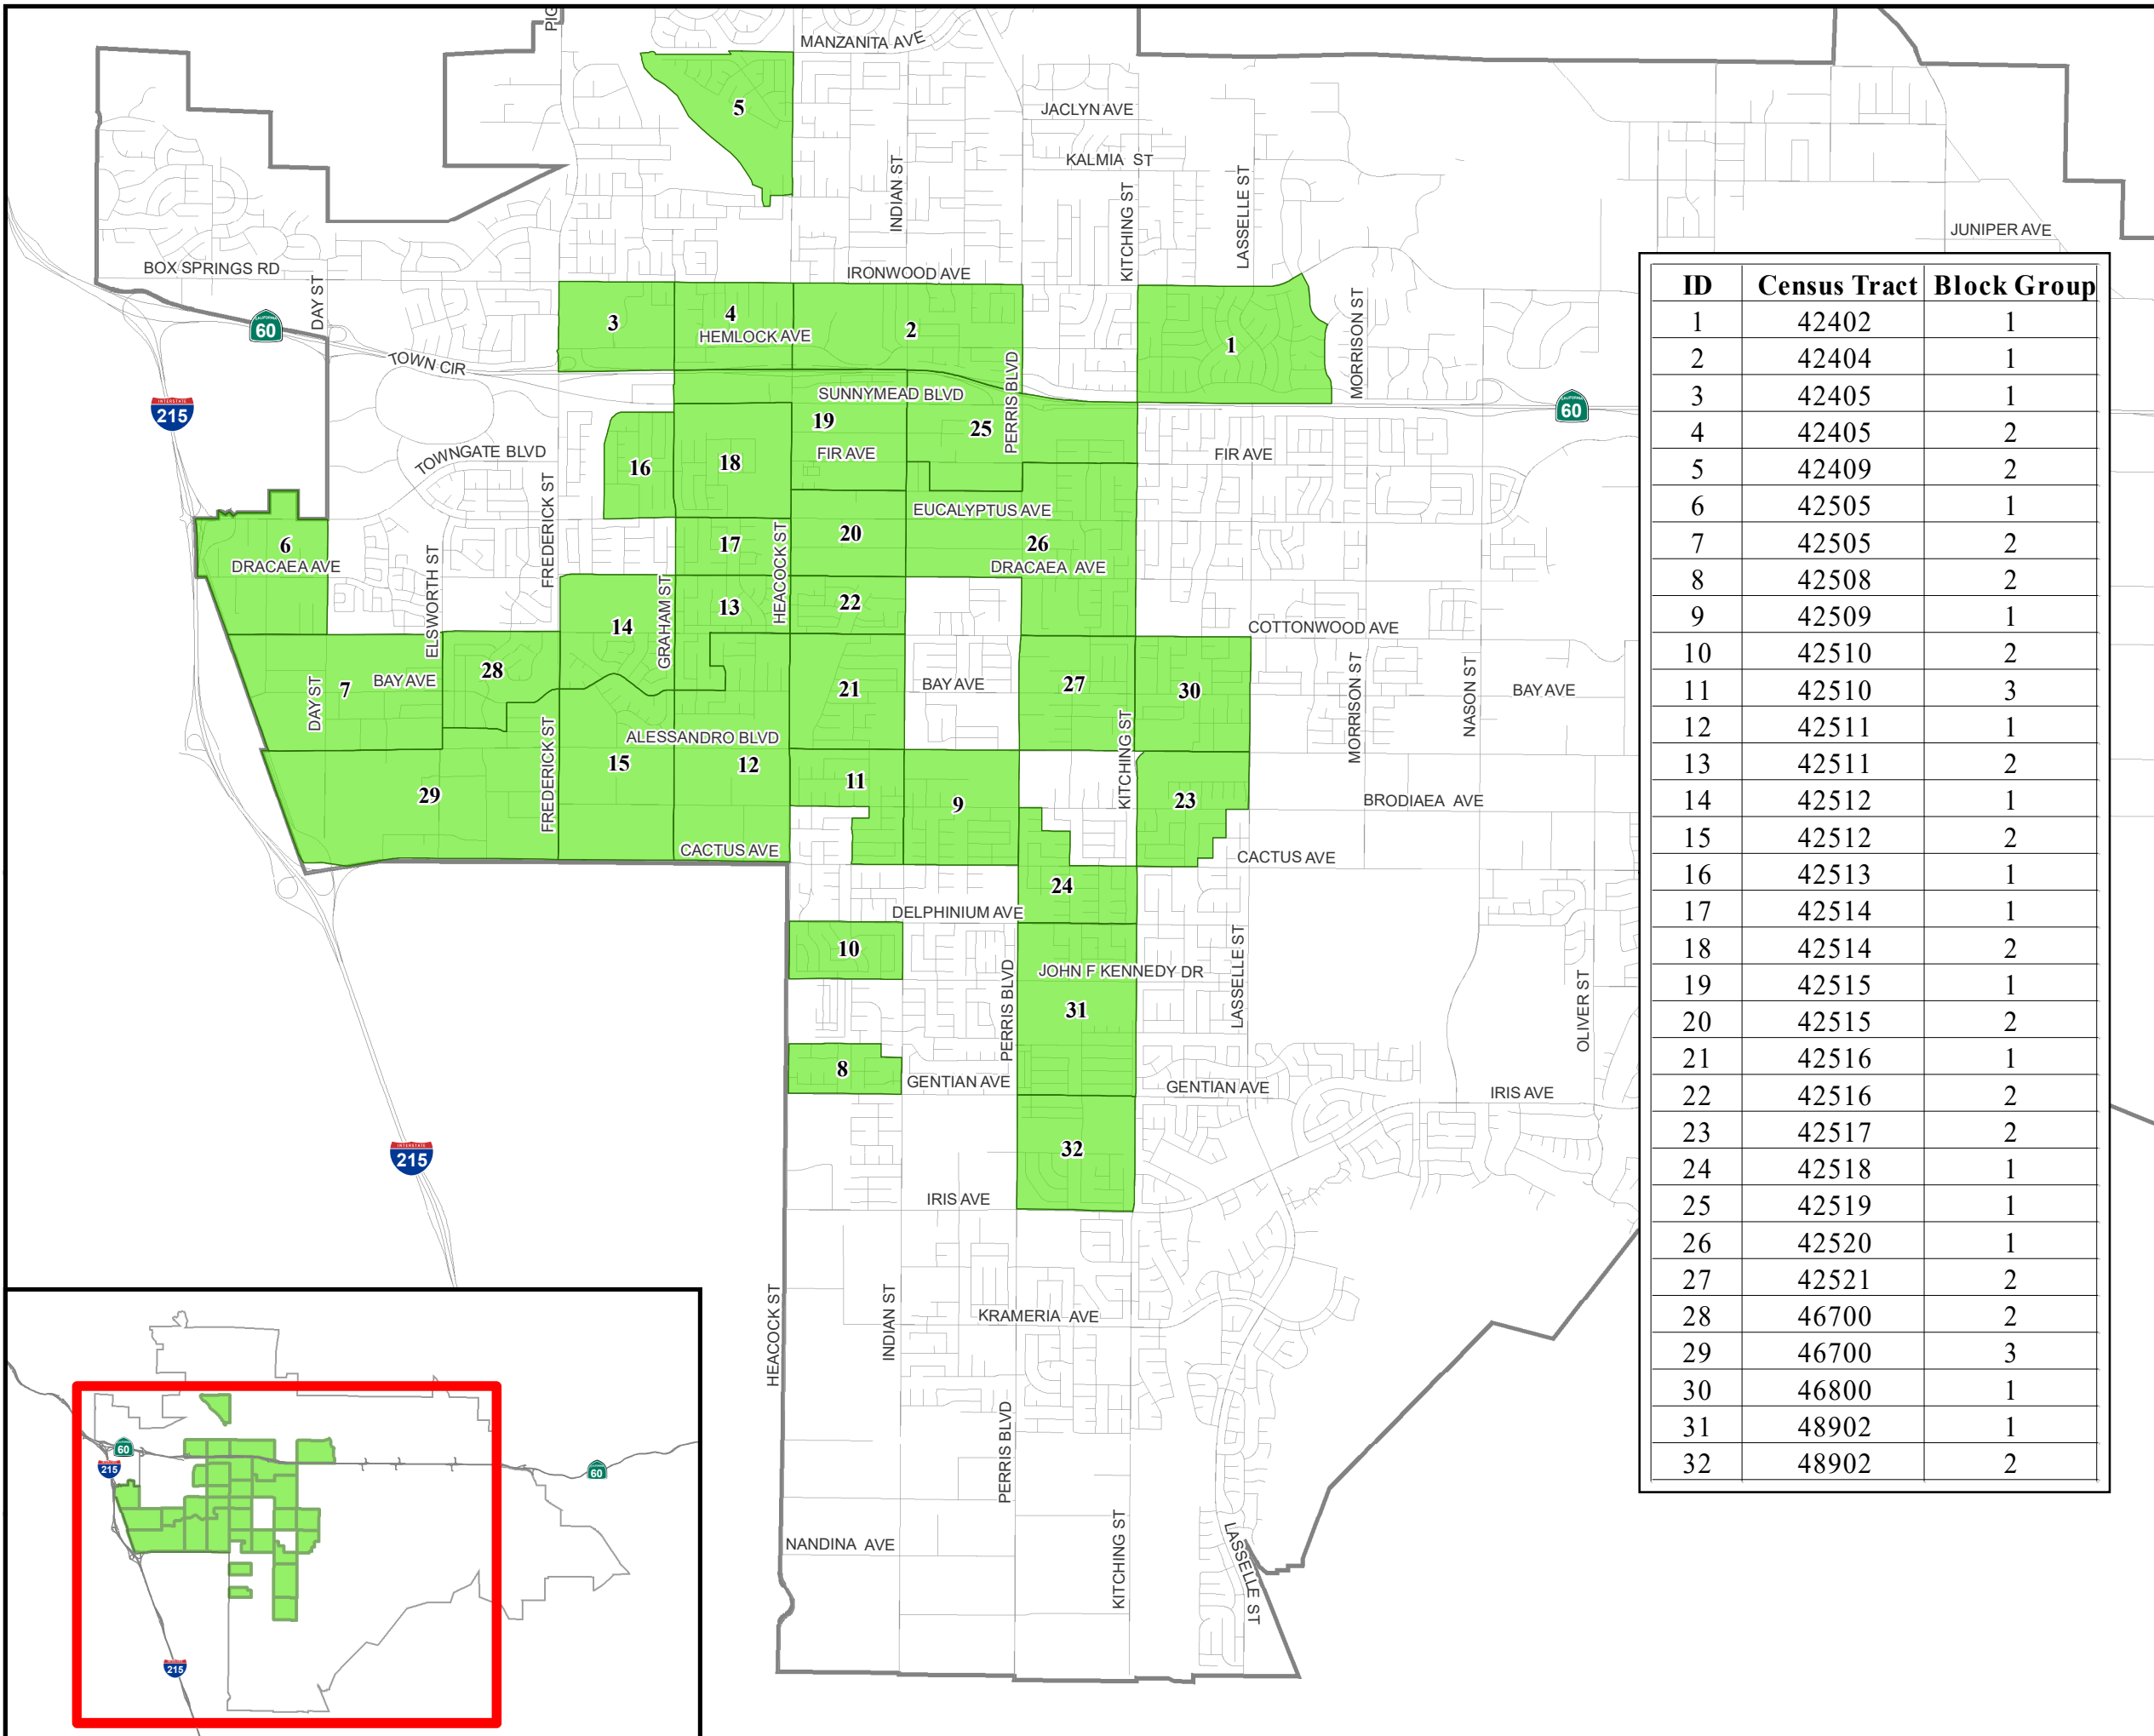 PIG
MANZANITA AVE
5
JACLYN AVE
KALMIA ST
INDIAN ST
KITCHING ST
LASSELLE ST
JUNIPER AVE
BOX SPRINGS RD
IRONWOOD AVE
DAY ST
60
3
4
HEMLOCK AVE
2
1
MORRISON ST
TOWN CIR
PERRIS BLVD
SUNNYMEAD BLVD
INTERSTATE
215
60
19
25
TOWNGATE BLVD
16
18
FIR AVE
FIR AVE
FREDERICK ST
EUCALYPTUS AVE
6
17
HEACOCK ST
20
26
DRACAEA AVE
DRACAEA AVE
ELSWORTH ST
GRAHAM ST
13
22
14
COTTONWOOD AVE
28
7
BAY AVE
DAY ST
21
BAY AVE
27
30
MORRISON ST
NASON ST
BAY AVE
FREDERICK ST
ALESSANDRO BLVD
15
12
11
KITCHING ST
29
9
23
BRODIAEA AVE
CACTUS AVE
CACTUS AVE
24
DELPHINIUM AVE
10
JOHN F KENNEDY DR
LASSELLE ST
PERRIS BLVD
31
OLIVER ST
8
GENTIAN AVE
GENTIAN AVE
IRIS AVE
INTERSTATE
215
32
IRIS AVE
HEACOCK ST
INDIAN ST
KRAMERIA AVE
PERRIS BLVD
NANDINA AVE
KITCHING ST
LASSELLE ST
ID Census Tract Block Group
1 42402 1
2 42404 1
3 42405 1
4 42405 2
5 42409 2
6 42505 1
7 42505 2
8 42508 2
9 42509 1
10 42510 2
11 42510 3
12 42511 1
13 42511 2
14 42512 1
15 42512 2
16 42513 1
17 42514 1
18 42514 2
19 42515 1
20 42515 2
21 42516 1
22 42516 2
23 42517 2
24 42518 1
25 42519 1
26 42520 1
27 42521 2
28 46700 2
29 46700 3
30 46800 1
31 48902 1
32 48902 2
60
215
60
215